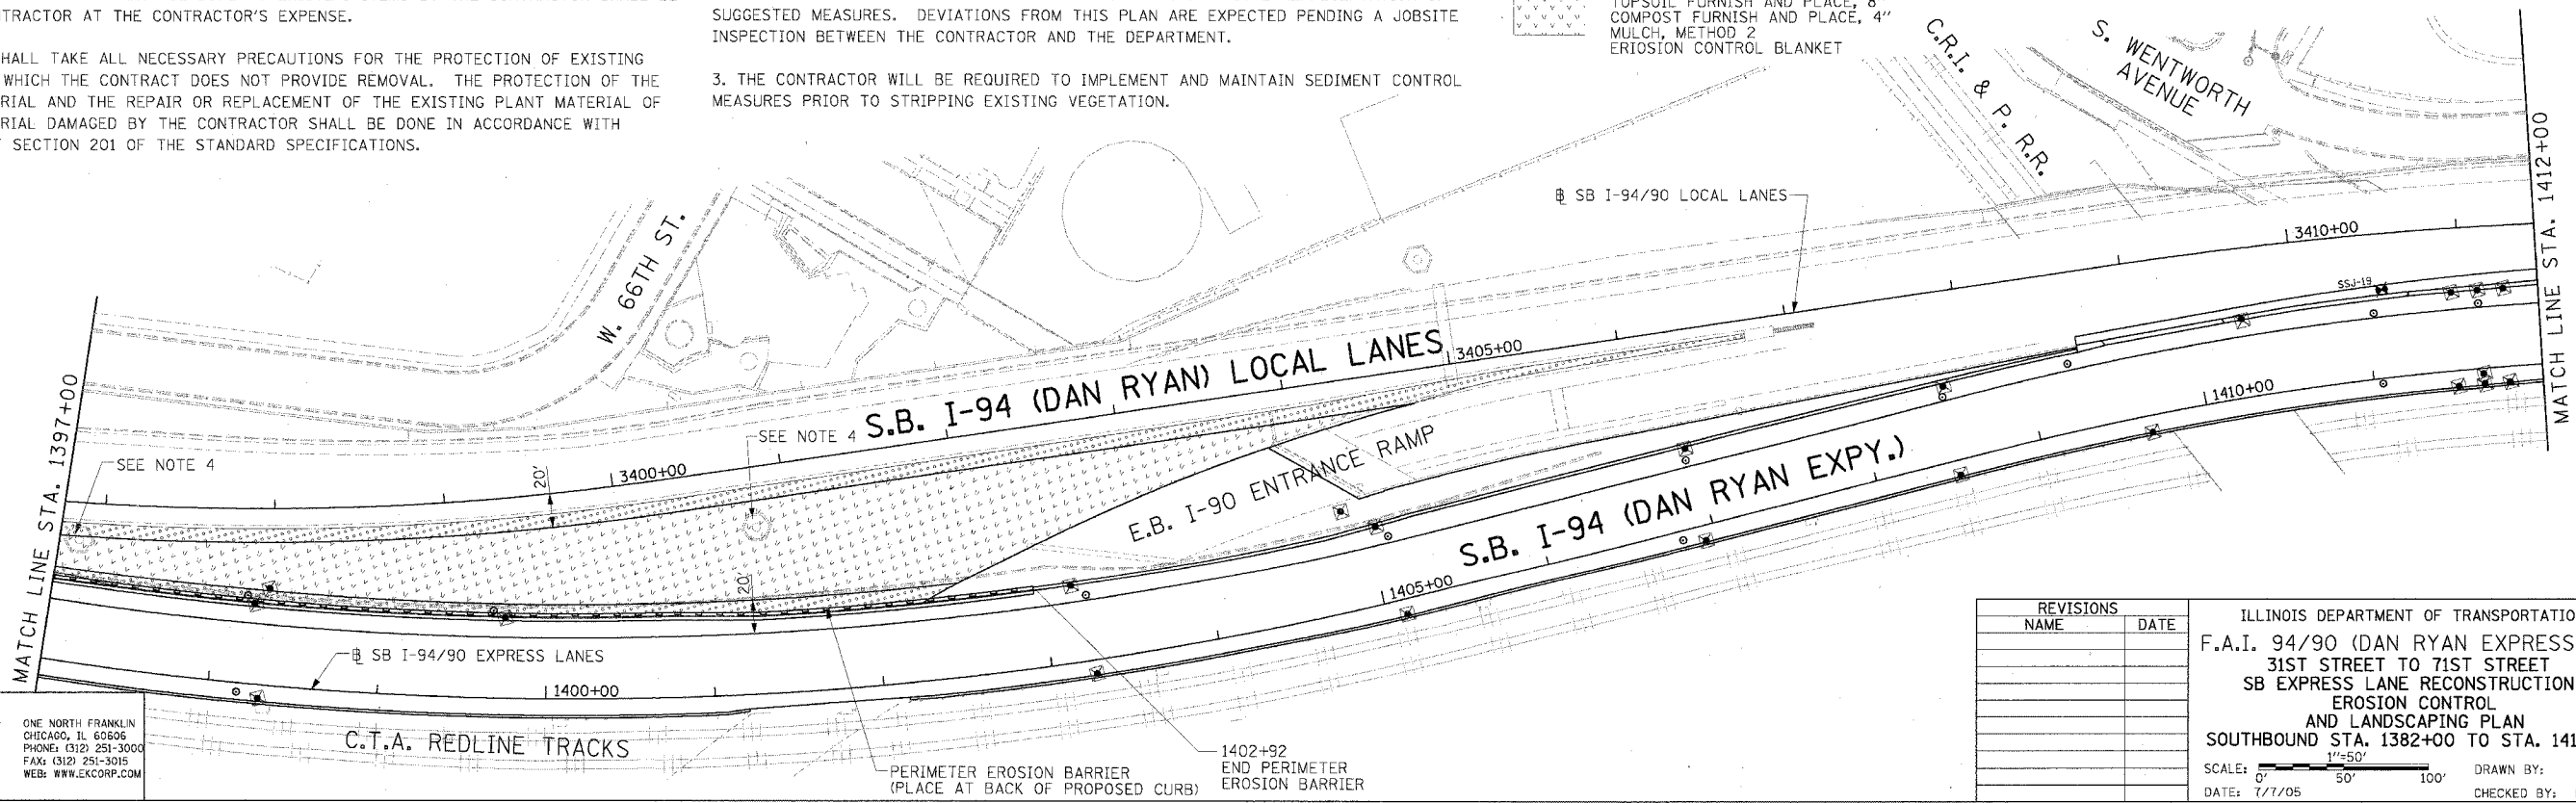 TRACTOR AT THE CONTRACTOR'S EXPENSE.
HALL TAKE ALL NECESSARY PRECAUTIONS FOR THE PROTECTION OF EXISTING
WHICH THE CONTRACT DOES NOT PROVIDE REMOVAL. THE PROTECTION OF THE
RIAL AND THE REPAIR OR REPLACEMENT OF THE EXISTING PLANT MATERIAL OF
RIAL DAMAGED BY THE CONTRACTOR SHALL BE DONE IN ACCORDANCE WITH
SECTION 201 OF THE STANDARD SPECIFICATIONS.
SUGGESTED MEASURES. DEVIATIONS FROM THIS PLAN ARE EXPECTED PENDING A JOBSITE
INSPECTION BETWEEN THE CONTRACTOR AND THE DEPARTMENT.
3. THE CONTRACTOR WILL BE REQUIRED TO IMPLEMENT AND MAINTAIN SEDIMENT CONTROL
MEASURES PRIOR TO STRIPPING EXISTING VEGETATION.
TOPSOIL FURNISH AND PLACE, 8"
COMPOST FURNISH AND PLACE, 4"
MULCH, METHOD 2
ERIOSION CONTROL BLANKET
C.R.I. & P. R.R.
S. WENTWORTH
AVENUE
MATCH LINE STA. 1412+00
W. 66TH ST.
SB I-94/90 LOCAL LANES
3410+00
SSJ-19
3405+00
S.B. I-94 (DAN RYAN) LOCAL LANES
SEE NOTE 4
SEE NOTE 4
20'
3400+00
MATCH LINE STA. 1397+00
E.B. I-90 ENTRANCE RAMP
S.B. I-94 (DAN RYAN EXPY.)
1410+00
1405+00
20'
SB I-94/90 EXPRESS LANES
1400+00
C.T.A. REDLINE TRACKS
PERIMETER EROSION BARRIER
(PLACE AT BACK OF PROPOSED CURB)
1402+92
END PERIMETER
EROSION BARRIER
ONE NORTH FRANKLIN
CHICAGO, IL 60606
PHONE: (312) 251-3000
FAX: (312) 251-3015
WEB: WWW.EKCORP.COM
REVISIONS
NAME DATE
ILLINOIS DEPARTMENT OF TRANSPORTATIO
F.A.I. 94/90 (DAN RYAN EXPRESS
31ST STREET TO 71ST STREET
SB EXPRESS LANE RECONSTRUCTION
EROSION CONTROL
AND LANDSCAPING PLAN
SOUTHBOUND STA. 1382+00 TO STA. 141
SCALE: 1"=50'
0' 50' 100'
DRAWN BY:
DATE: 7/7/05
CHECKED BY: